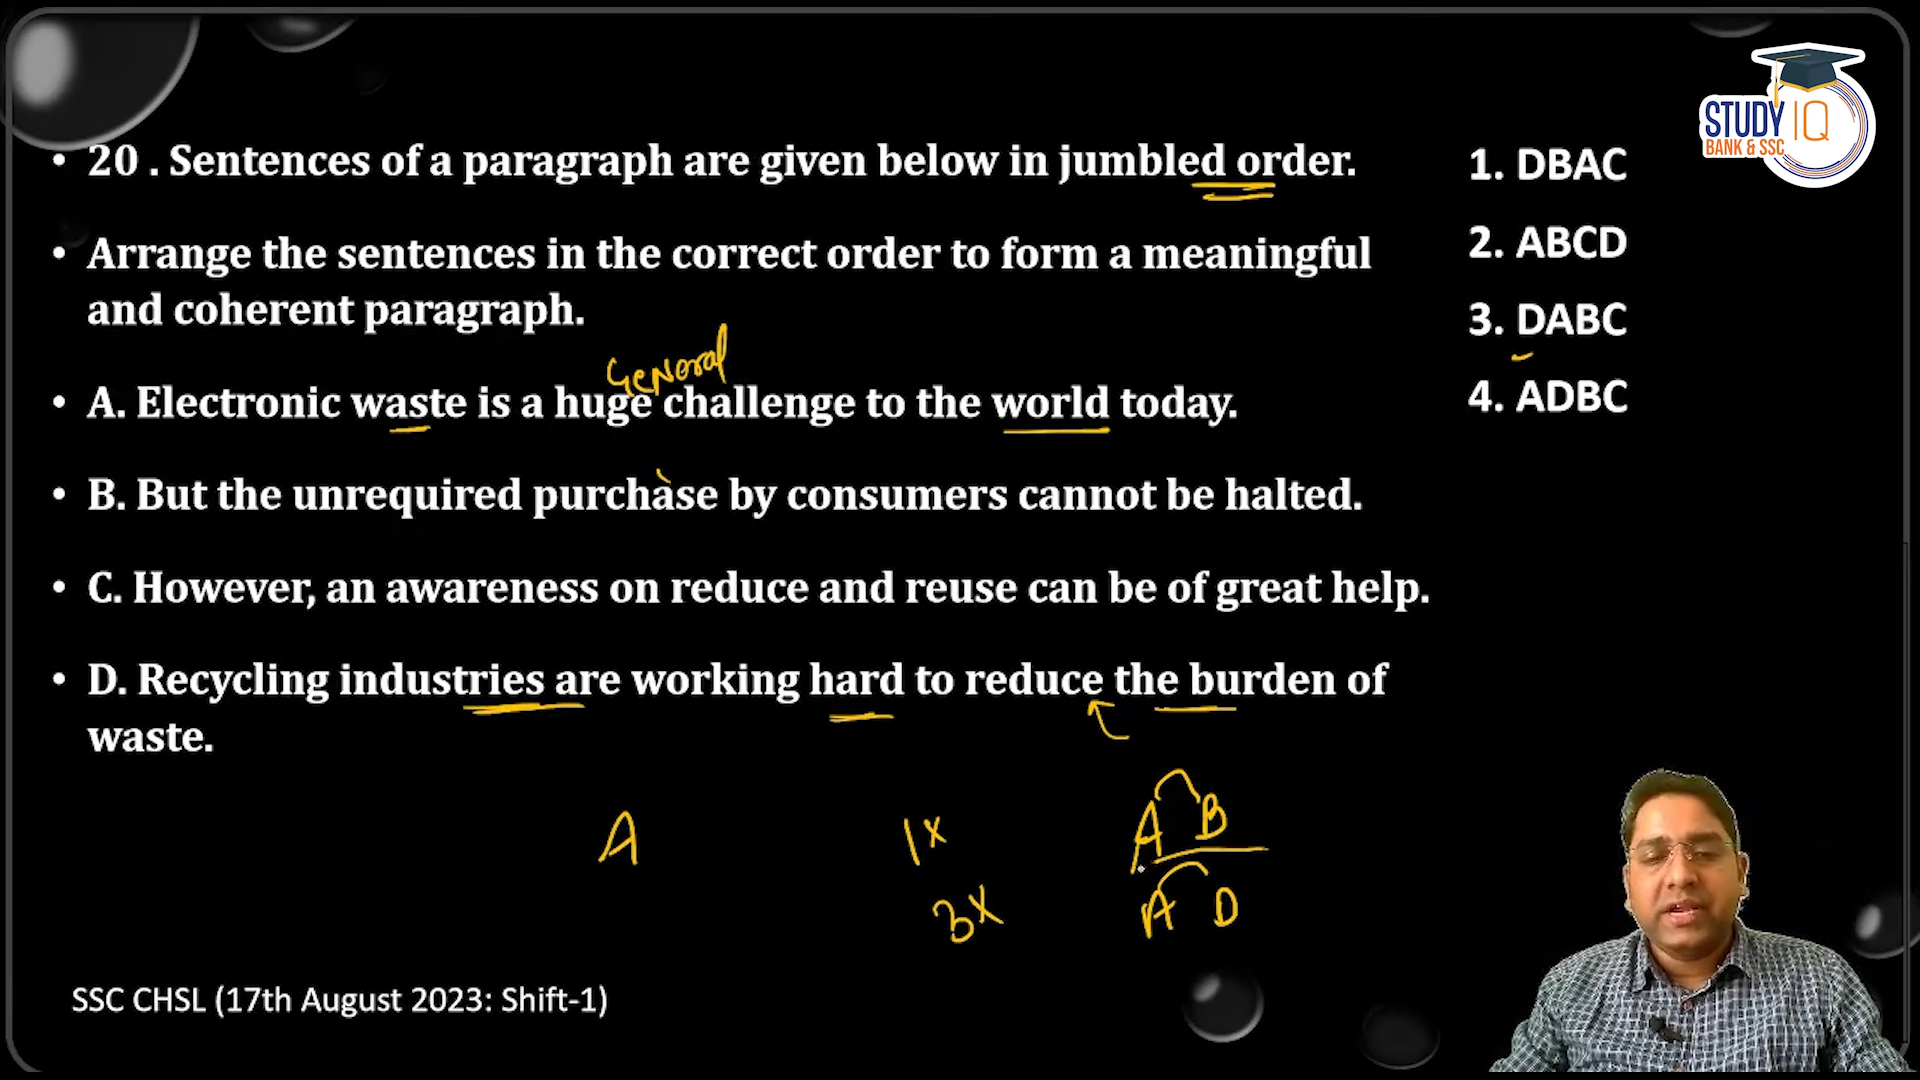 STUDY IQ
BANK & SSC
• 20 . Sentences of a paragraph are given below in jumbled order.
• Arrange the sentences in the correct order to form a meaningful
and coherent paragraph.
General
• A. Electronic waste is a huge challenge to the world today.
• B. But the unrequired purchase by consumers cannot be halted.
• C. However, an awareness on reduce and reuse can be of great help.
• D. Recycling industries are working hard to reduce the burden of
waste.
1. DBAC
2. ABCD
3. DABC
4. ADBC
A
1x
3x
A B
A D
SSC CHSL (17th August 2023: Shift-1)